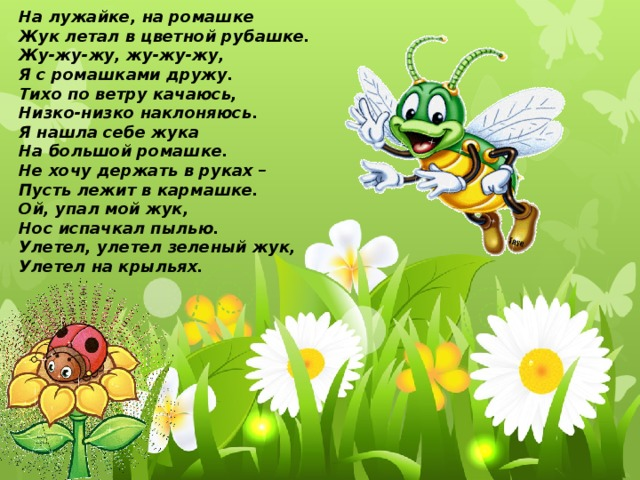 На лужайке, на ромашке
Жук летал в цветной рубашке.
Жу-жу-жу, жу-жу-жу,
Я с ромашками дружу.
Тихо по ветру качаюсь,
Низко-низко наклоняюсь.
Я нашла себе жука
На большой ромашке.
Не хочу держать в руках –
Пусть лежит в кармашке.
Ой, упал мой жук,
Нос испачкал пылью.
Улетел, улетел зеленый жук,
Улетел на крыльях.